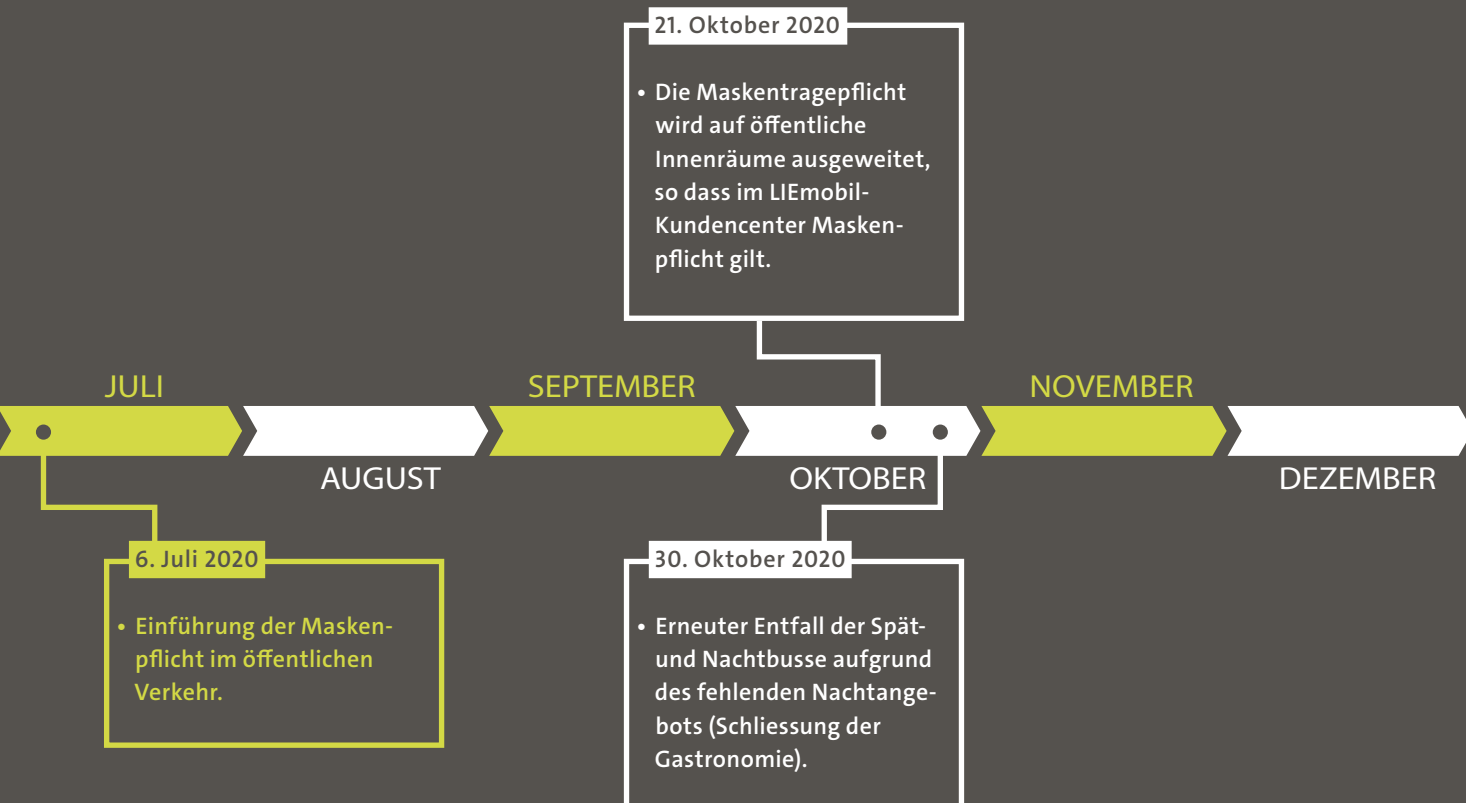 21. Oktober 2020
• Die Maskentragepflicht
wird auf öffentliche
Innenräume ausgeweitet,
so dass im LIEmobil-
Kundencenter Masken-
pflicht gilt.
JULI
SEPTEMBER
NOVEMBER
AUGUST
OKTOBER
DEZEMBER
6. Juli 2020
• Einführung der Masken-
pflicht im öffentlichen
Verkehr.
30. Oktober 2020
• Erneuter Entfall der Spät-
und Nachtbusse aufgrund
des fehlenden Nachtange-
bots (Schliessung der
Gastronomie).